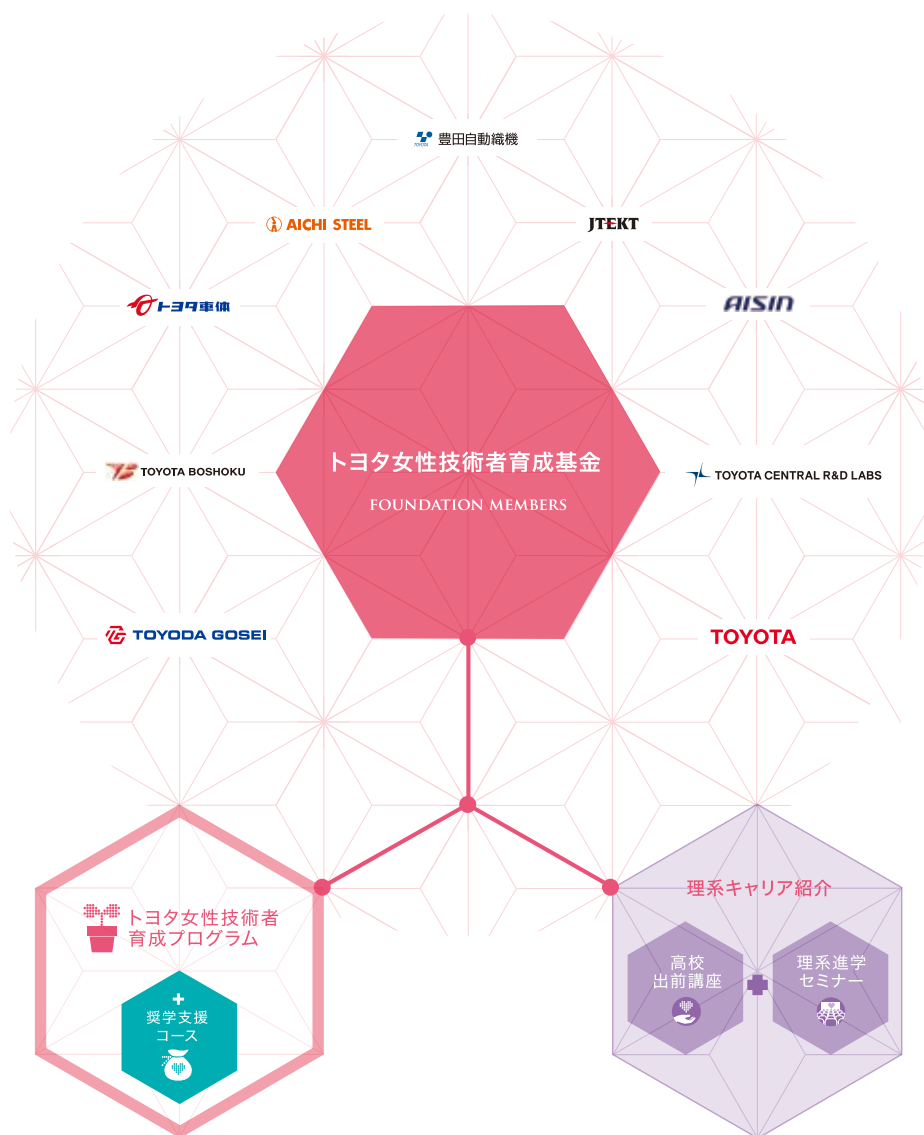 TOYOTA 豊田自動織機
AICHI STEEL
JTEKT
トヨタ車体
AISIN
トヨタ女性技術者育成基金
FOUNDATION MEMBERS
TOYOTA BOSHOKU
TOYOTA CENTRAL R&D LABS
TOYODA GOSEI
TOYOTA
トヨタ女性技術者
育成プログラム
+
奨学支援
コース
理系キャリア紹介
高校
出前講座
理系進学
セミナー